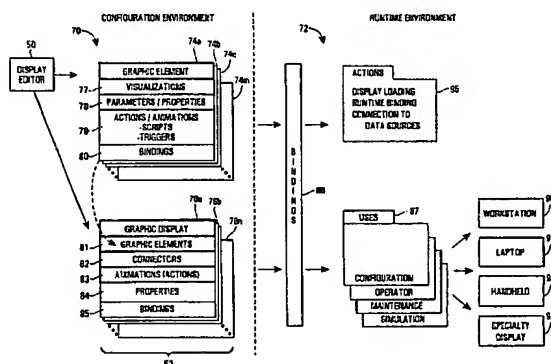 CONFIGURATION ENVIRONMENT
RUNTIME ENVIRONMENT
50
DISPLAY
EDITOR
70
74a
74b
74c
74m
GRAPHIC ELEMENT
77
VISUALIZATIONS
78
PARAMETERS / PROPERTIES
79
ACTIONS / ANIMATIONS
-SCRIPTS
-TRIGGERS
80
BINDINGS
76a
76b
76n
GRAPHIC DISPLAY
81
GRAPHIC ELEMENTS
82
CONNECTORS
83
ANIMATIONS (ACTIONS)
84
PROPERTIES
85
BINDINGS
72
BINDINGS
ACTIONS
95
DISPLAY LOADING
RUNTIME BINDING
CONNECTION TO
DATA SOURCES
USES
87
CONFIGURATION
OPERATOR
MAINTENANCE
SIMULATION
WORKSTATION
LAPTOP
HANDHELD
SPECIALTY
DISPLAY